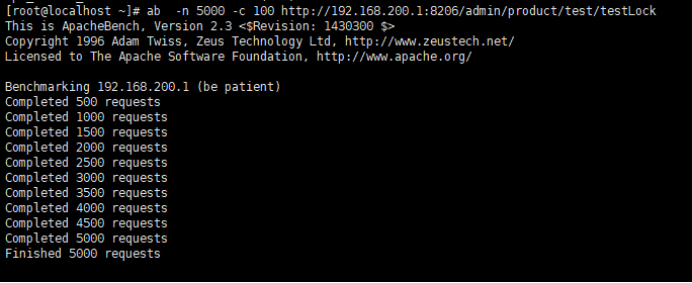 [root@localhost ~]# ab  -n 5000 -c 100 http://192.168.200.1:8206/admin/product/test/testLock
This is ApacheBench, Version 2.3 <$Revision: 1430300 $>
Copyright 1996 Adam Twiss, Zeus Technology Ltd, http://www.zeustech.net/
Licensed to The Apache Software Foundation, http://www.apache.org/

Benchmarking 192.168.200.1 (be patient)
Completed 500 requests
Completed 1000 requests
Completed 1500 requests
Completed 2000 requests
Completed 2500 requests
Completed 3000 requests
Completed 3500 requests
Completed 4000 requests
Completed 4500 requests
Completed 5000 requests
Finished 5000 requests